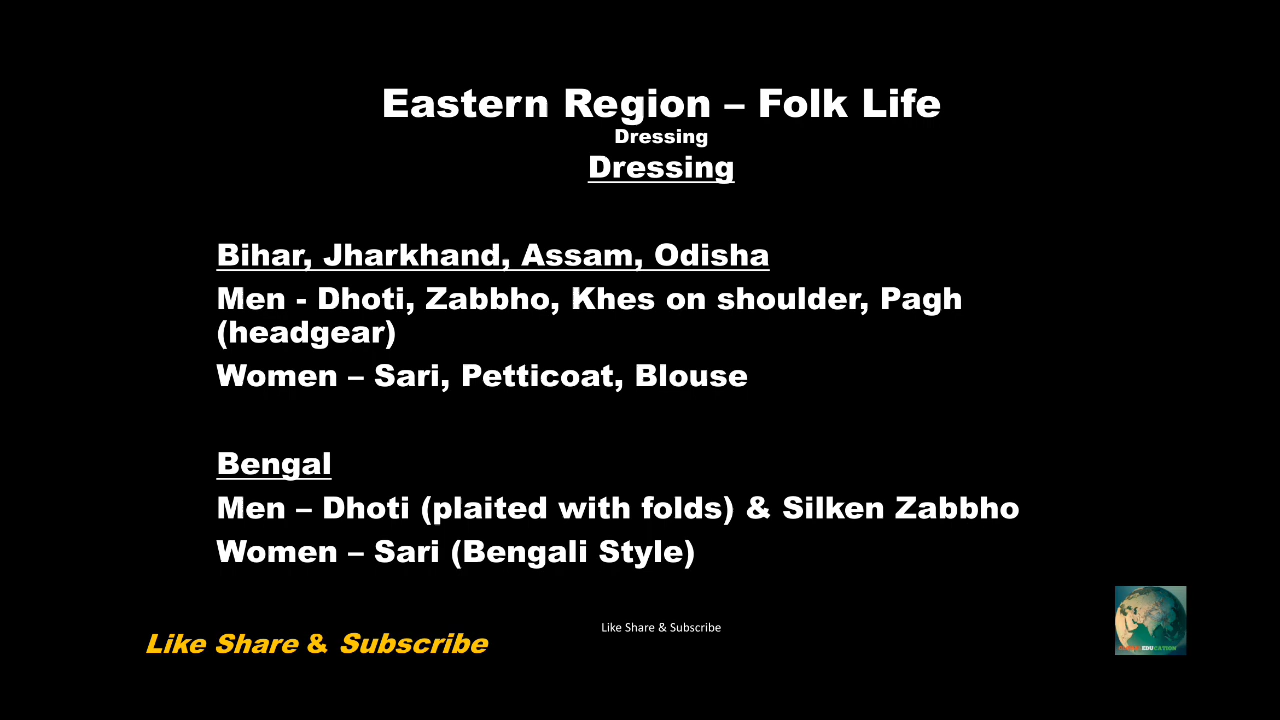 Eastern Region – Folk Life
Dressing
Dressing
Bihar, Jharkhand, Assam, Odisha
Men - Dhoti, Zabbho, Khes on shoulder, Pagh
(headgear)
Women – Sari, Petticoat, Blouse
Bengal
Men – Dhoti (plaited with folds) & Silken Zabbho
Women – Sari (Bengali Style)
Like Share & Subscribe
Like Share & Subscribe